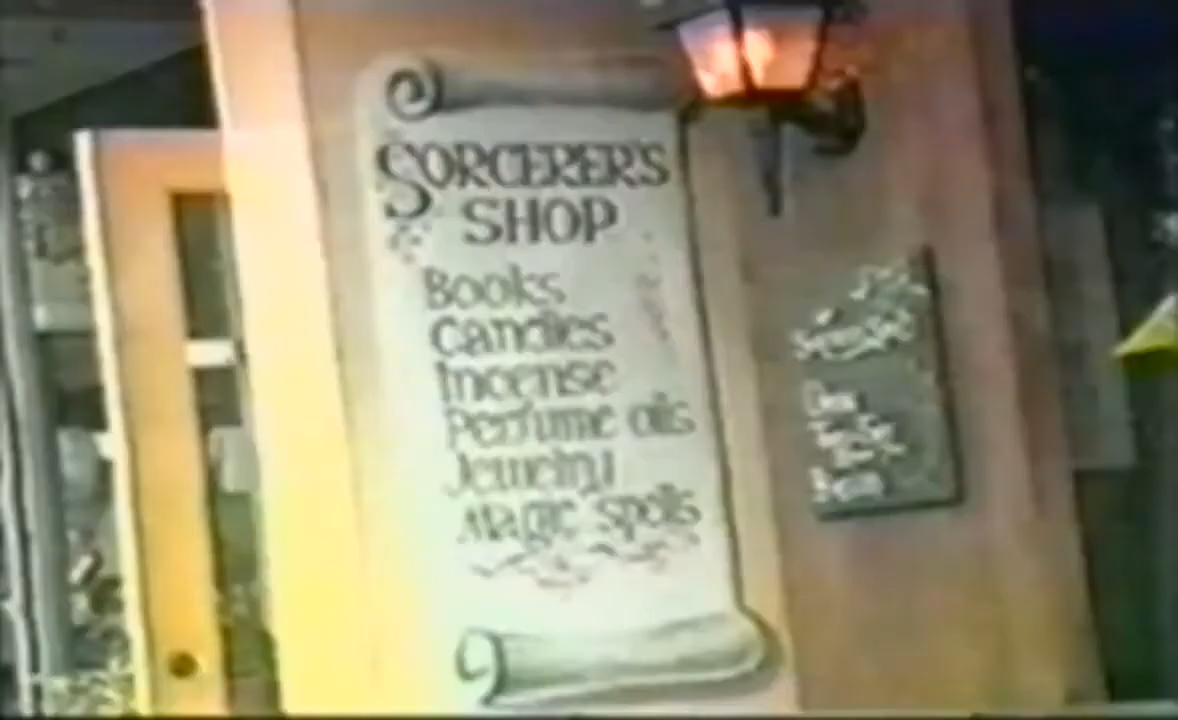 SORCERER'S
SHOP
Books
Candles
Incense
Perfume oils
Jewelry
Magic spells